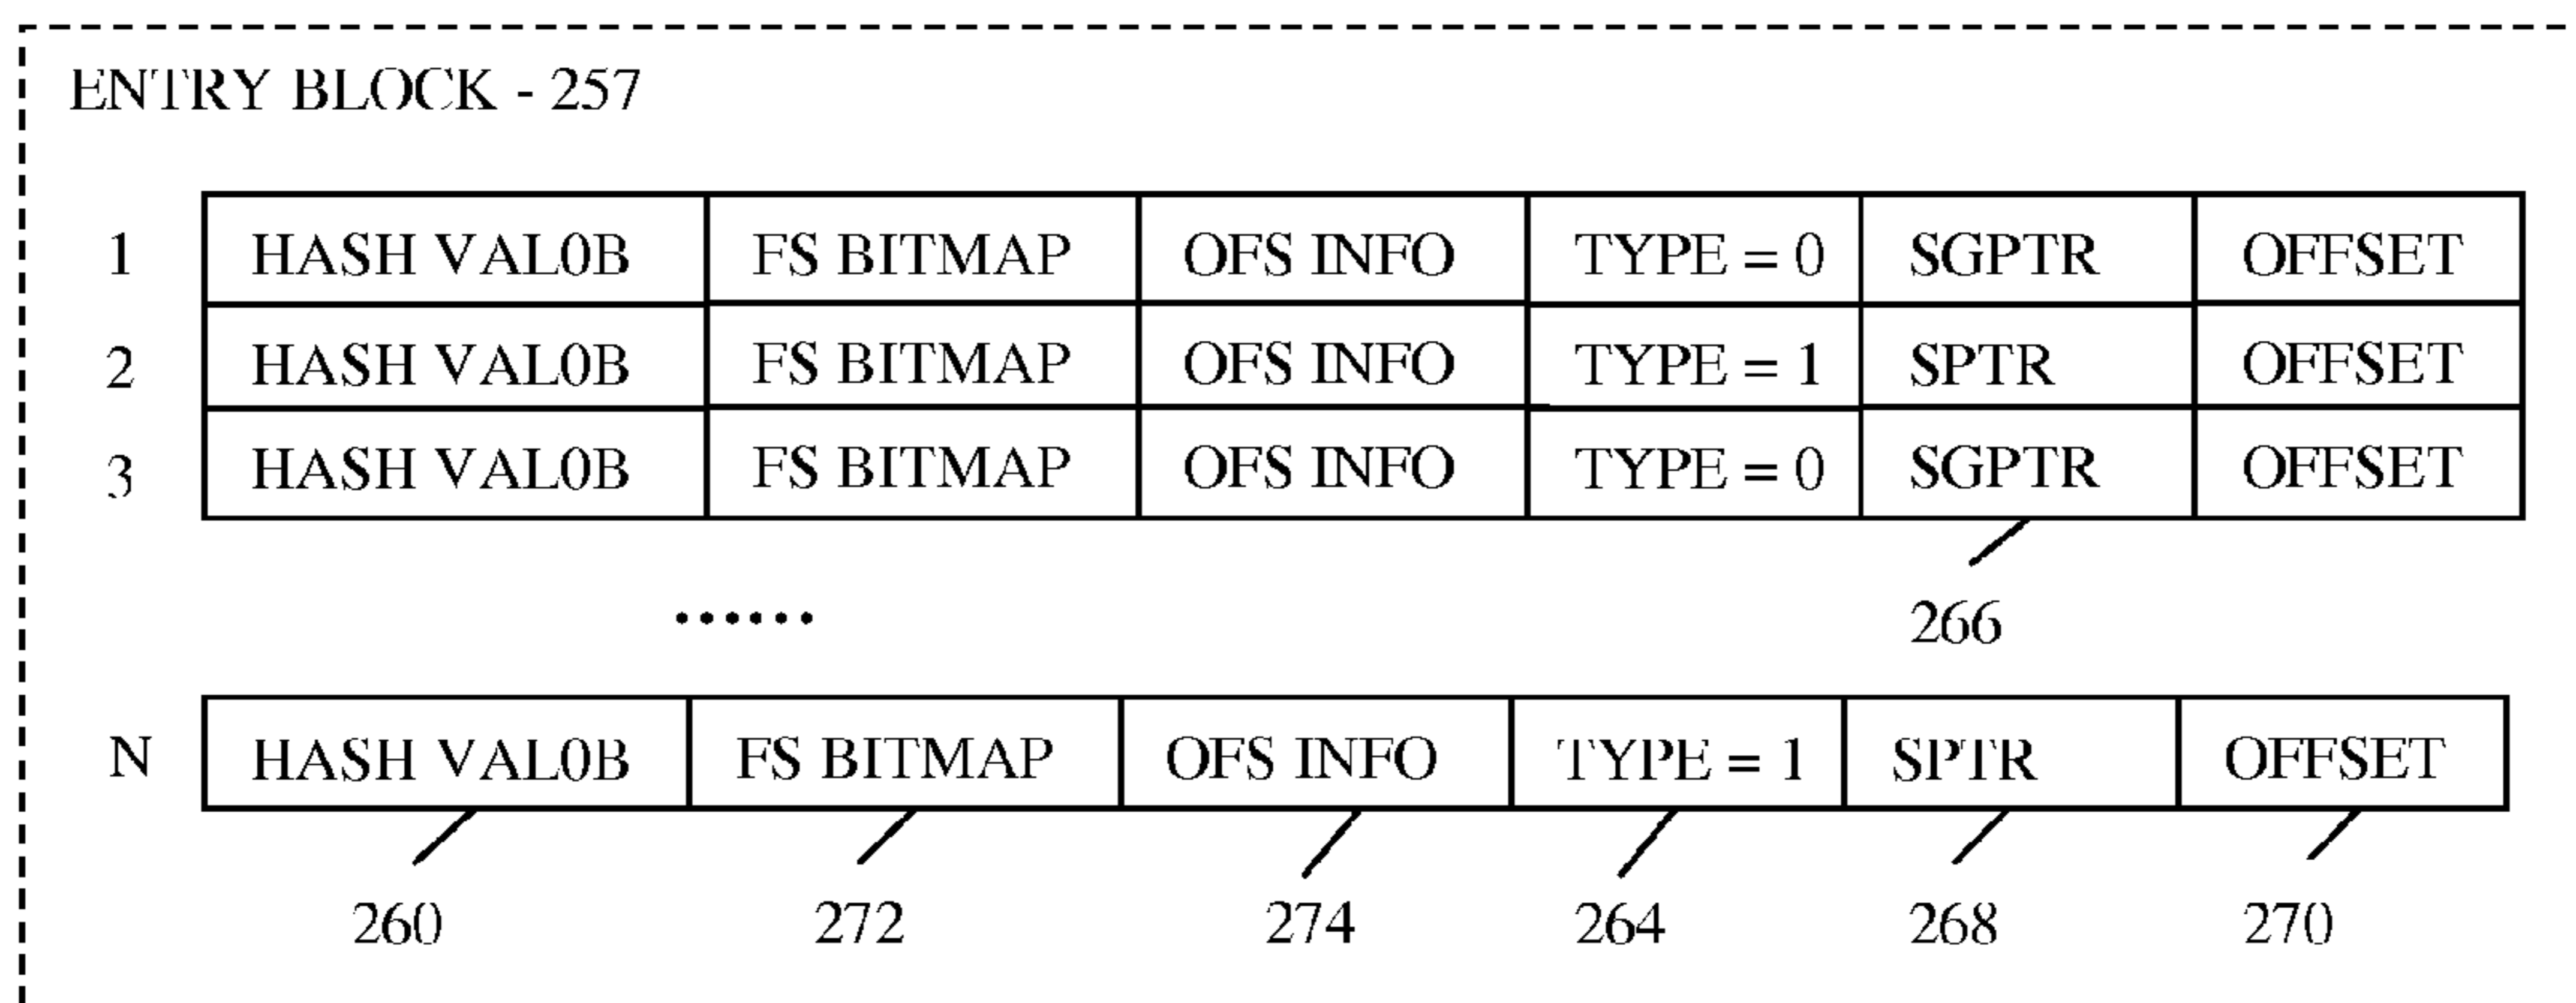 ENTRY BLOCK - 257
1 HASH VAL0B FS BITMAP OFS INFO TYPE = 0 SGPTR OFFSET
2 HASH VAL0B FS BITMAP OFS INFO TYPE = 1 SPTR OFFSET
3 HASH VAL0B FS BITMAP OFS INFO TYPE = 0 SGPTR OFFSET
266
......
N HASH VAL0B FS BITMAP OFS INFO TYPE = 1 SPTR OFFSET
260 272 274 264 268 270